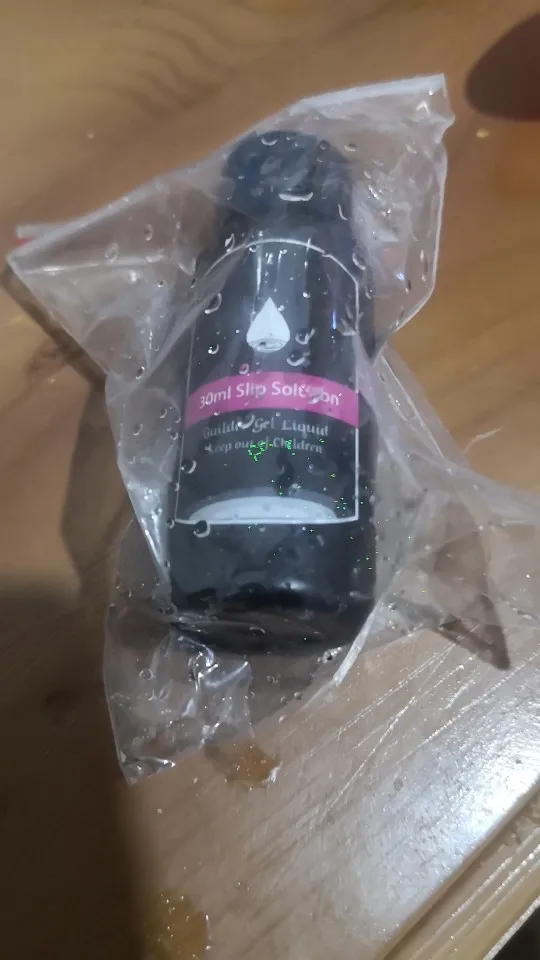 30ml Slip Solution
Builder Gel Liquid
Keep out of Children